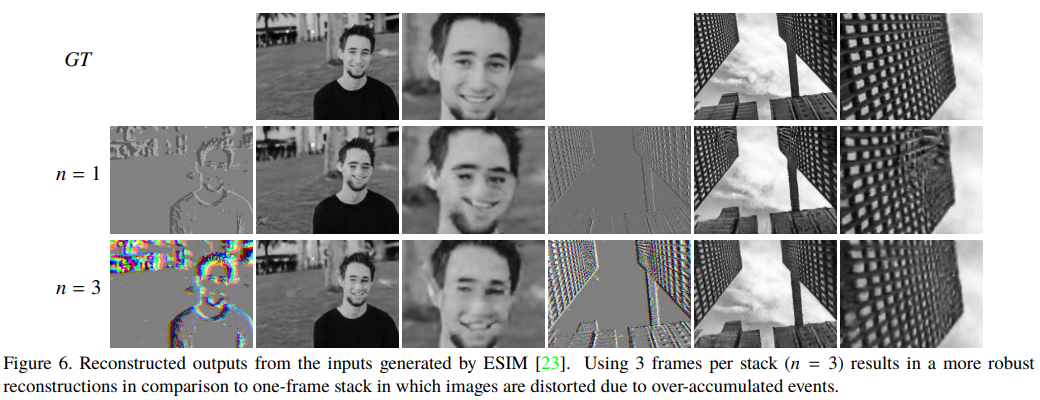 GT
n = 1
n = 3
Figure 6. Reconstructed outputs from the inputs generated by ESIM [23]. Using 3 frames per stack (n = 3) results in a more robust
reconstructions in comparison to one-frame stack in which images are distorted due to over-accumulated events.